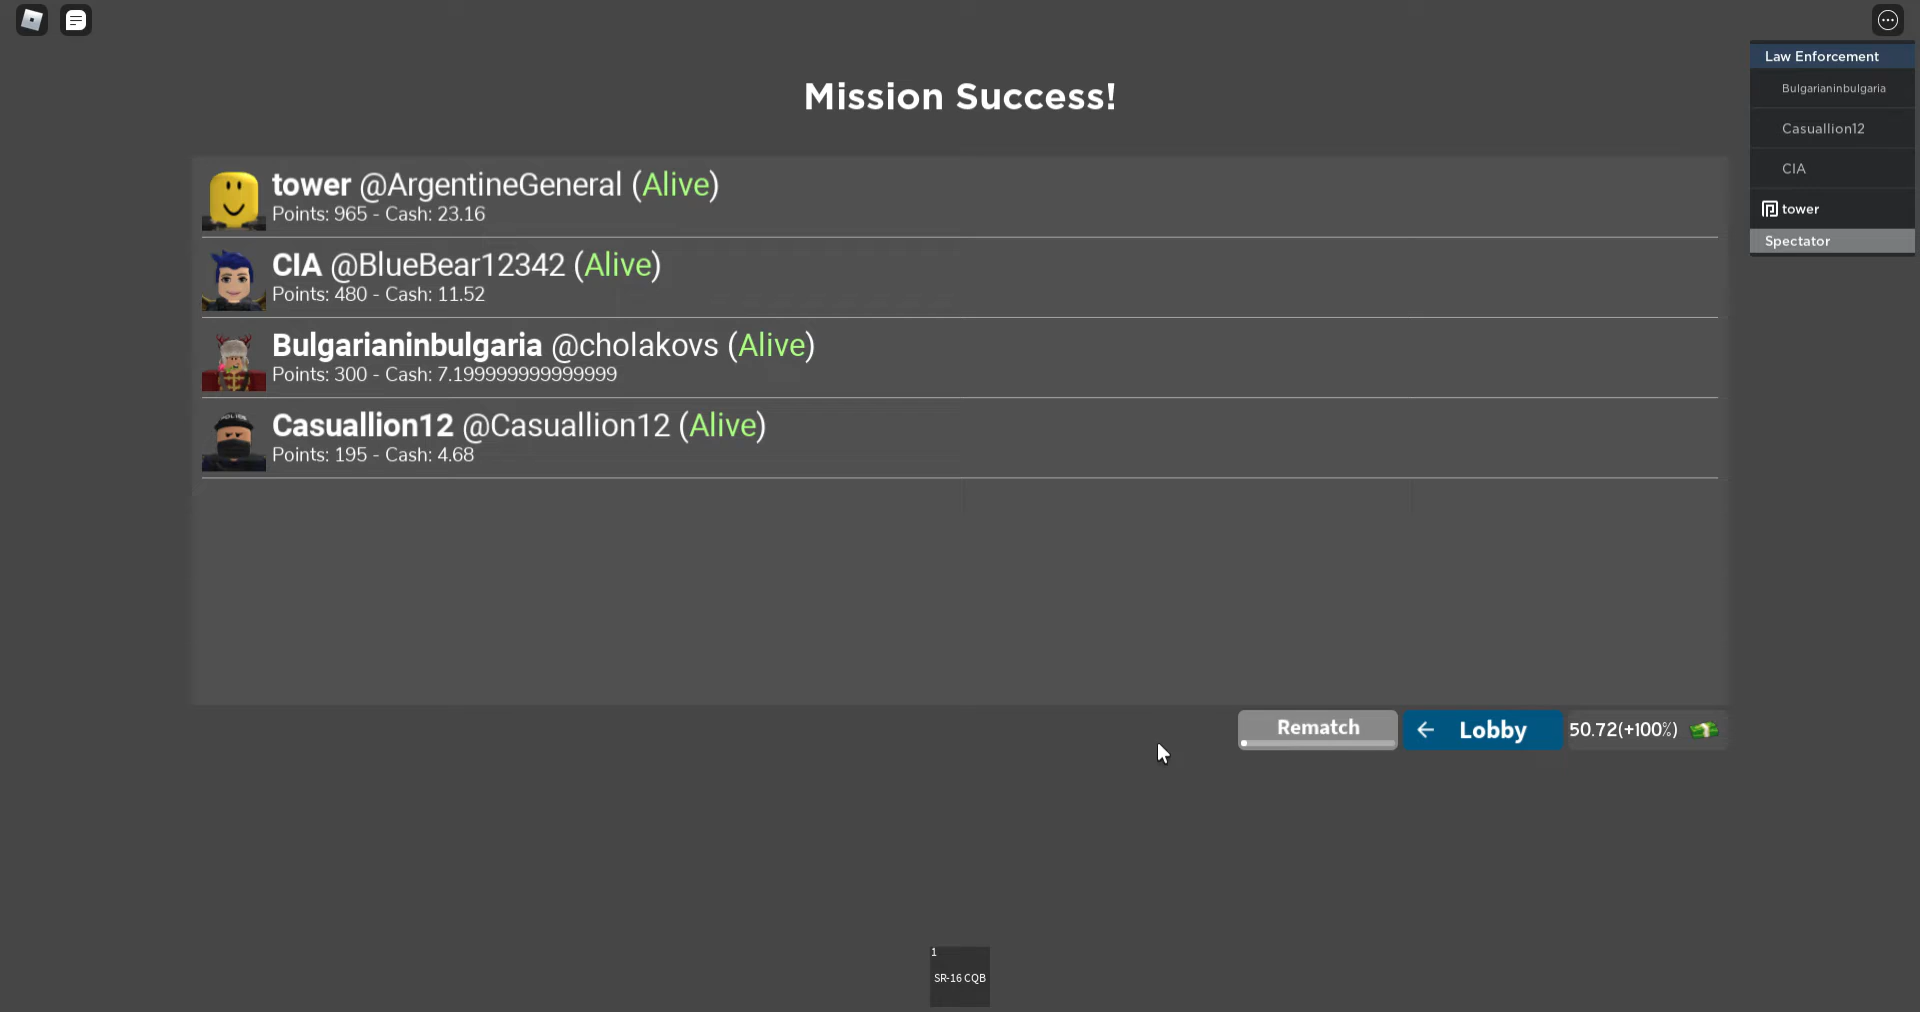 Mission Success!
tower @ArgentineGeneral (Alive)
Points: 965 - Cash: 23.16
CIA @BlueBear12342 (Alive)
Points: 480 - Cash: 11.52
Bulgarianinbulgaria @cholakovs (Alive)
Points: 300 - Cash: 7.199999999999999
Casuallion12 @Casuallion12 (Alive)
Points: 195 - Cash: 4.68
Rematch
Lobby
50.72(+100%)
Law Enforcement
Bulgarianinbulgaria
Casuallion12
CIA
tower
Spectator
1
SR-16 CQB